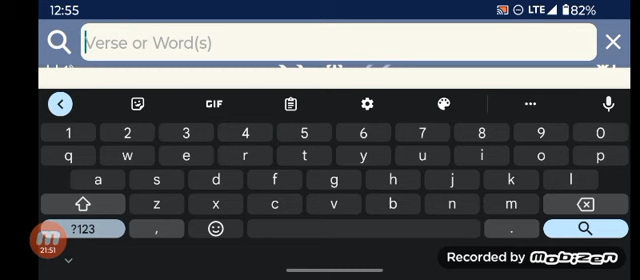 12:55 LTE 82%
Verse or Word(s)
GIF
1 2 3 4 5 6 7 8 9 0
q w e r t y u i o p
a s d f g h j k l
z x c v b n m
?123 , .
21:51
Recorded by mobizen